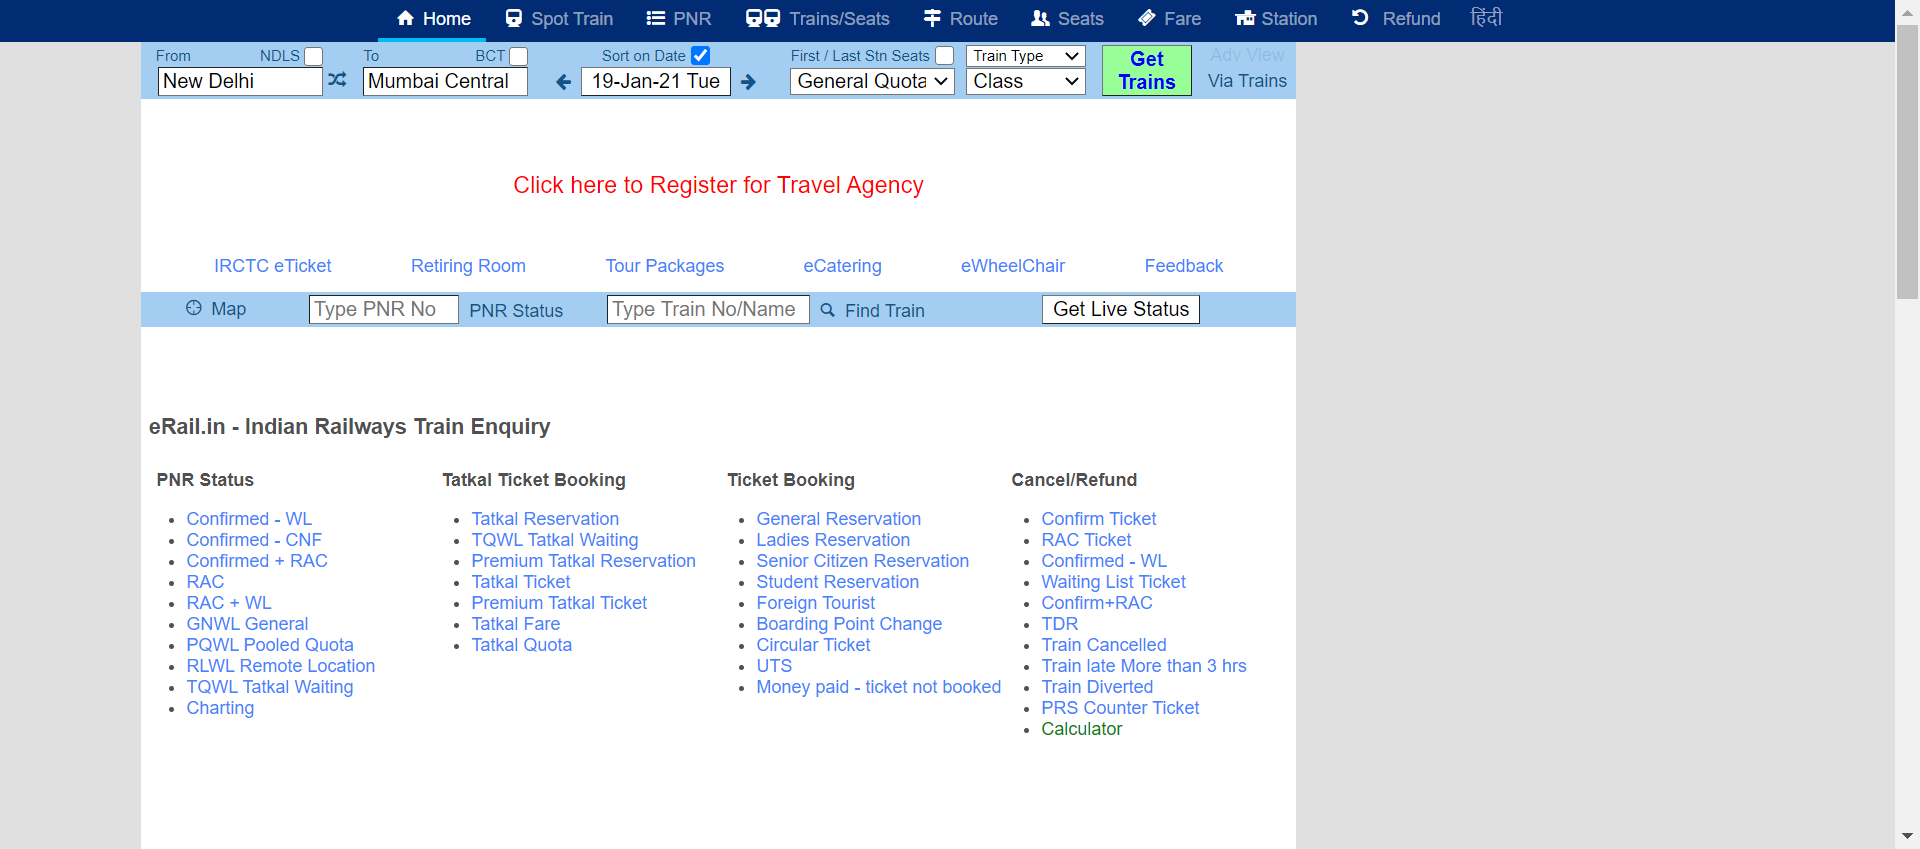 Home Spot Train PNR Trains/Seats Route Seats Fare Station Refund हिंदी
From NDLS To BCT Sort on Date First / Last Stn Seats Train Type Get Trains Adv View
New Delhi Mumbai Central 19-Jan-21 Tue General Quota Class Via Trains
Click here to Register for Travel Agency
IRCTC eTicket Retiring Room Tour Packages eCatering eWheelChair Feedback
Map Type PNR No PNR Status Type Train No/Name Find Train Get Live Status
eRail.in - Indian Railways Train Enquiry
PNR Status
Confirmed - WL
Confirmed - CNF
Confirmed + RAC
RAC
RAC + WL
GNWL General
PQWL Pooled Quota
RLWL Remote Location
TQWL Tatkal Waiting
Charting
Tatkal Ticket Booking
Tatkal Reservation
TQWL Tatkal Waiting
Premium Tatkal Reservation
Tatkal Ticket
Premium Tatkal Ticket
Tatkal Fare
Tatkal Quota
Ticket Booking
General Reservation
Ladies Reservation
Senior Citizen Reservation
Student Reservation
Foreign Tourist
Boarding Point Change
Circular Ticket
UTS
Money paid - ticket not booked
Cancel/Refund
Confirm Ticket
RAC Ticket
Confirmed - WL
Waiting List Ticket
Confirm+RAC
TDR
Train Cancelled
Train late More than 3 hrs
Train Diverted
PRS Counter Ticket
Calculator